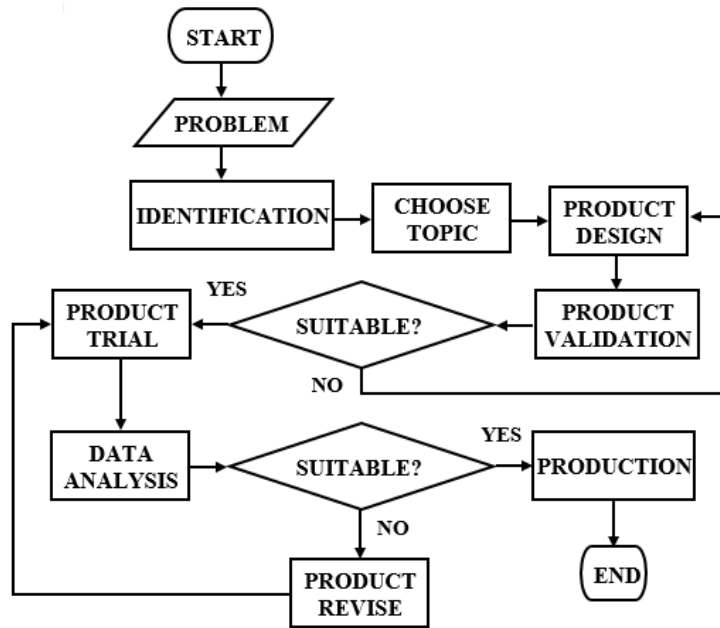 START
PROBLEM
IDENTIFICATION
CHOOSE
TOPIC
PRODUCT
DESIGN
PRODUCT
VALIDATION
SUITABLE?
YES
NO
PRODUCT
TRIAL
DATA
ANALYSIS
SUITABLE?
YES
NO
PRODUCTION
END
PRODUCT
REVISE